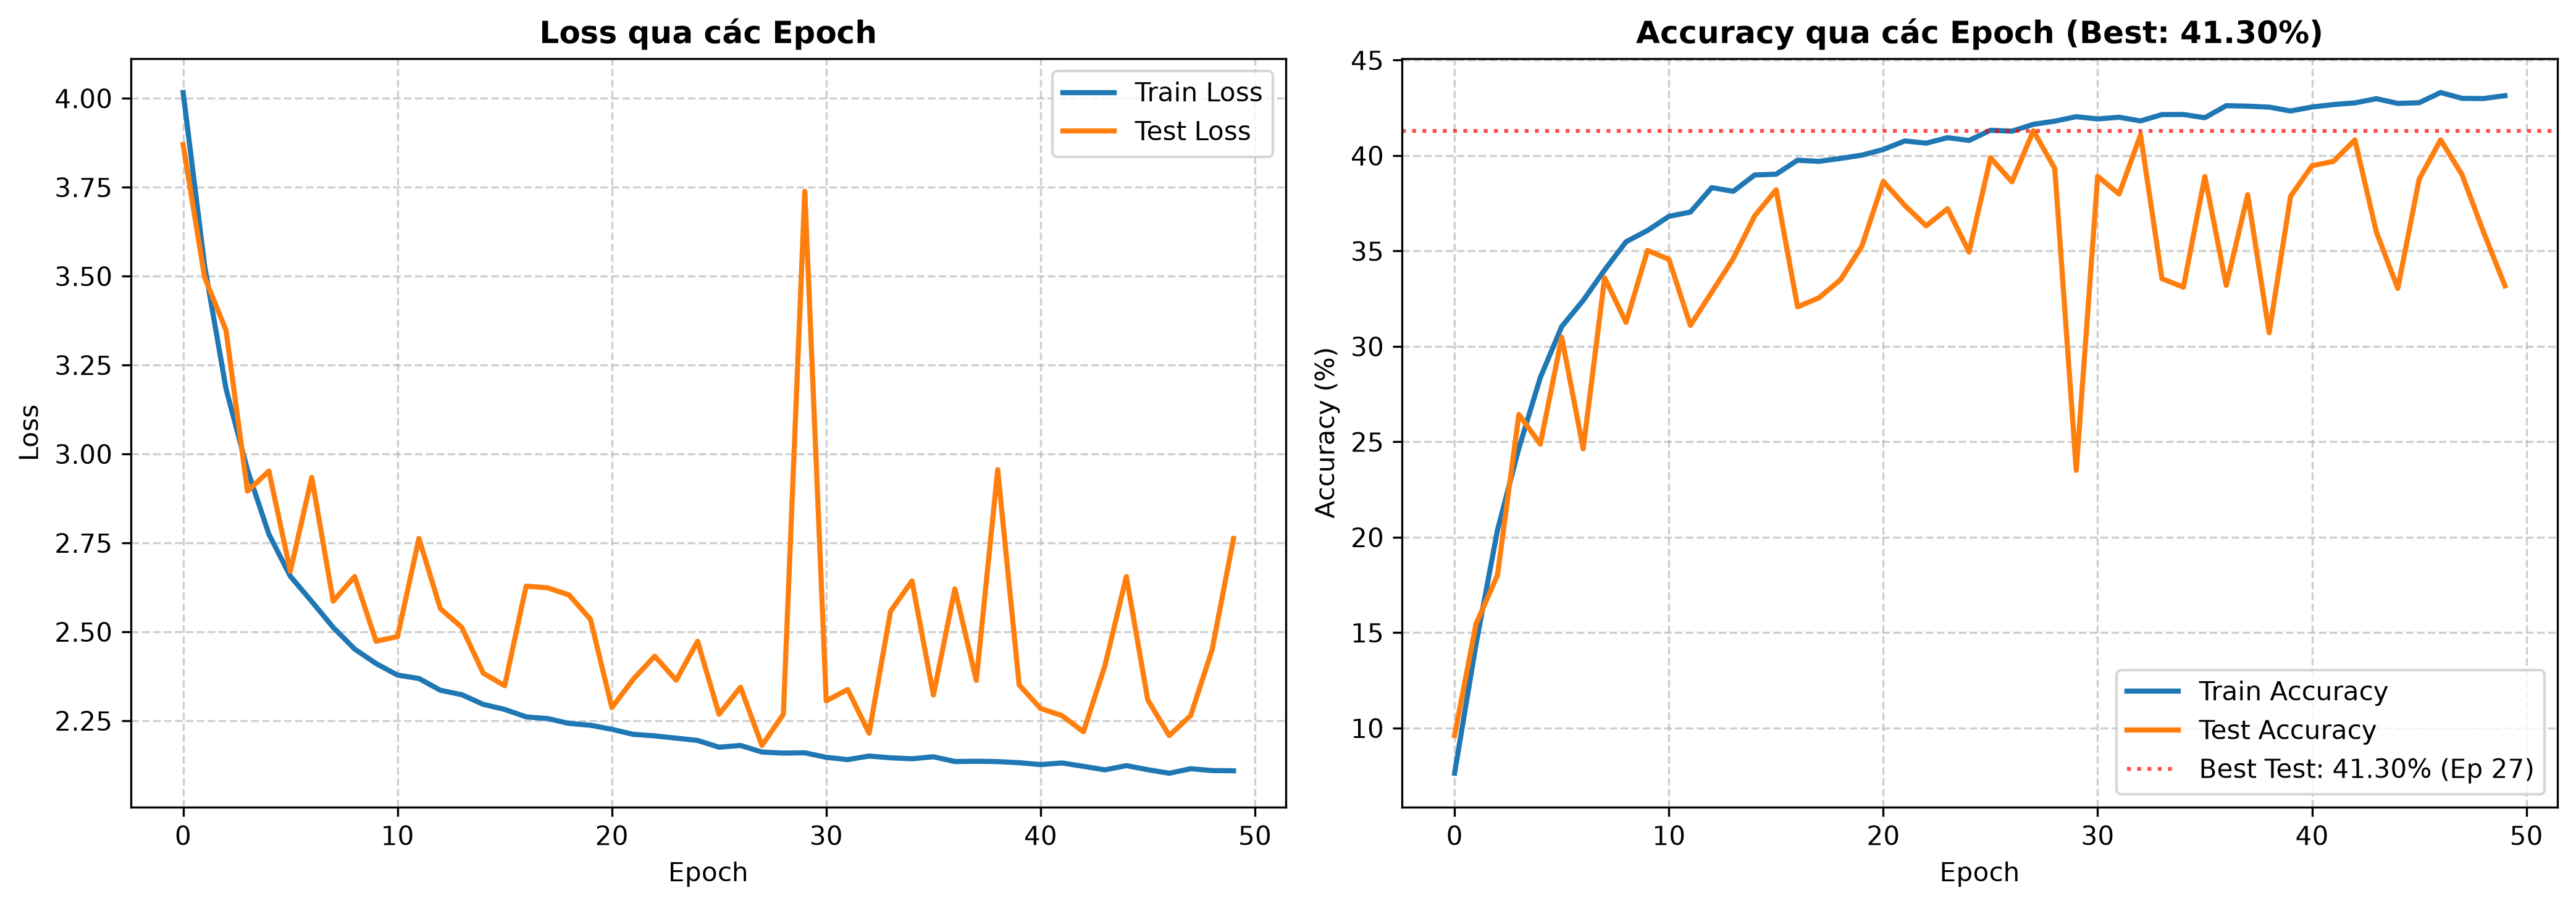 Loss qua các Epoch
Train Loss
Test Loss
4.00
3.75
3.50
3.25
3.00
2.75
2.50
2.25
Loss
0
10
20
30
40
50
Epoch
Accuracy qua các Epoch (Best: 41.30%)
45
40
35
30
25
20
15
10
Accuracy (%)
Train Accuracy
Test Accuracy
Best Test: 41.30% (Ep 27)
0
10
20
30
40
50
Epoch